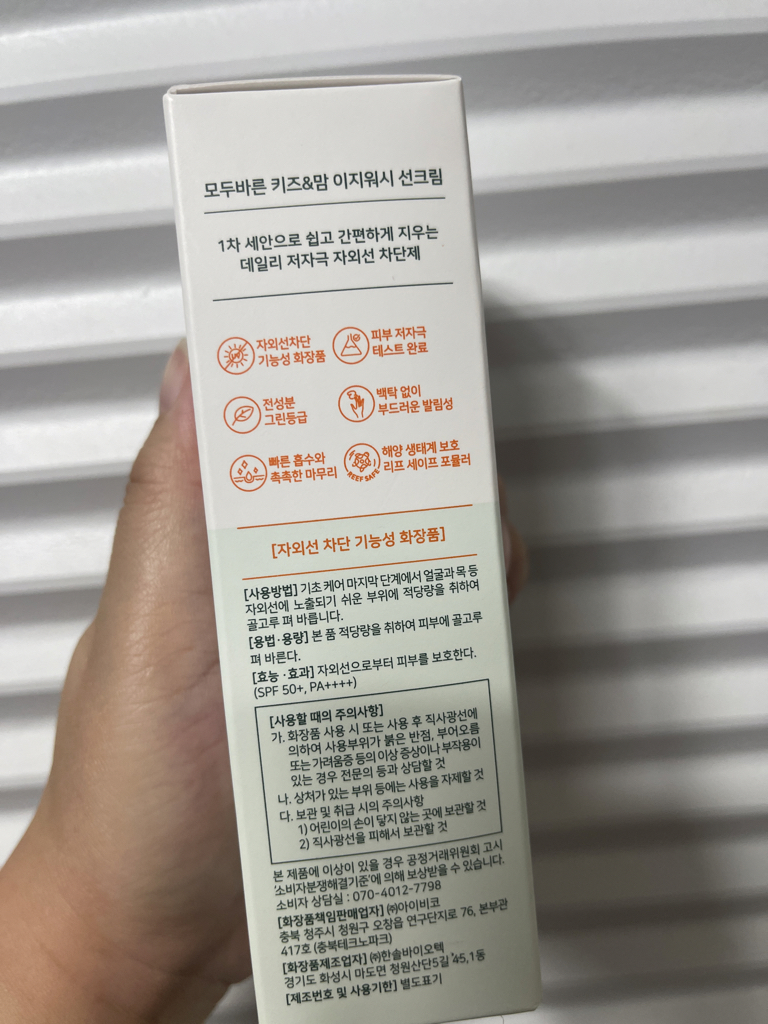 모두바른 키즈&맘 이지워시 선크림
1차 세안으로 쉽고 간편하게 지우는
데일리 저자극 자외선 차단제
자외선차단
기능성 화장품
피부 저자극
테스트 완료
전성분
그린등급
백탁 없이
부드러운 발림성
빠른 흡수와
촉촉한 마무리
해양 생태계 보호
리프 세이프 포뮬러
REEF SAFE
[자외선 차단 기능성 화장품]
[사용방법] 기초 케어 마지막 단계에서 얼굴과 목 등
자외선에 노출되기 쉬운 부위에 적당량을 취하여
골고루 펴 바릅니다.
[용법·용량] 본 품 적당량을 취하여 피부에 골고루
펴 바른다.
[효능·효과] 자외선으로부터 피부를 보호한다.
(SPF 50+, PA++++)
[사용할 때의 주의사항]
가. 화장품 사용 시 또는 사용 후 직사광선에
의하여 사용부위가 붉은 반점, 부어오름
또는 가려움증 등의 이상 증상이나 부작용이
있는 경우 전문의 등과 상담할 것
나. 상처가 있는 부위 등에는 사용을 자제할 것
다. 보관 및 취급 시의 주의사항
1) 어린이의 손이 닿지 않는 곳에 보관할 것
2) 직사광선을 피해서 보관할 것
본 제품에 이상이 있을 경우 공정거래위원회 고시
'소비자분쟁해결기준'에 의해 보상받을 수 있습니다.
소비자 상담실 : 070-4012-7798
[화장품책임판매업자] ㈜아이비코
충북 청주시 청원구 오창읍 연구단지로 76, 본부관
417호 (충북테크노파크)
[화장품제조업자] ㈜한솔바이오텍
경기도 화성시 마도면 청원산단5길 45, 1동
[제조번호 및 사용기한] 별도표기